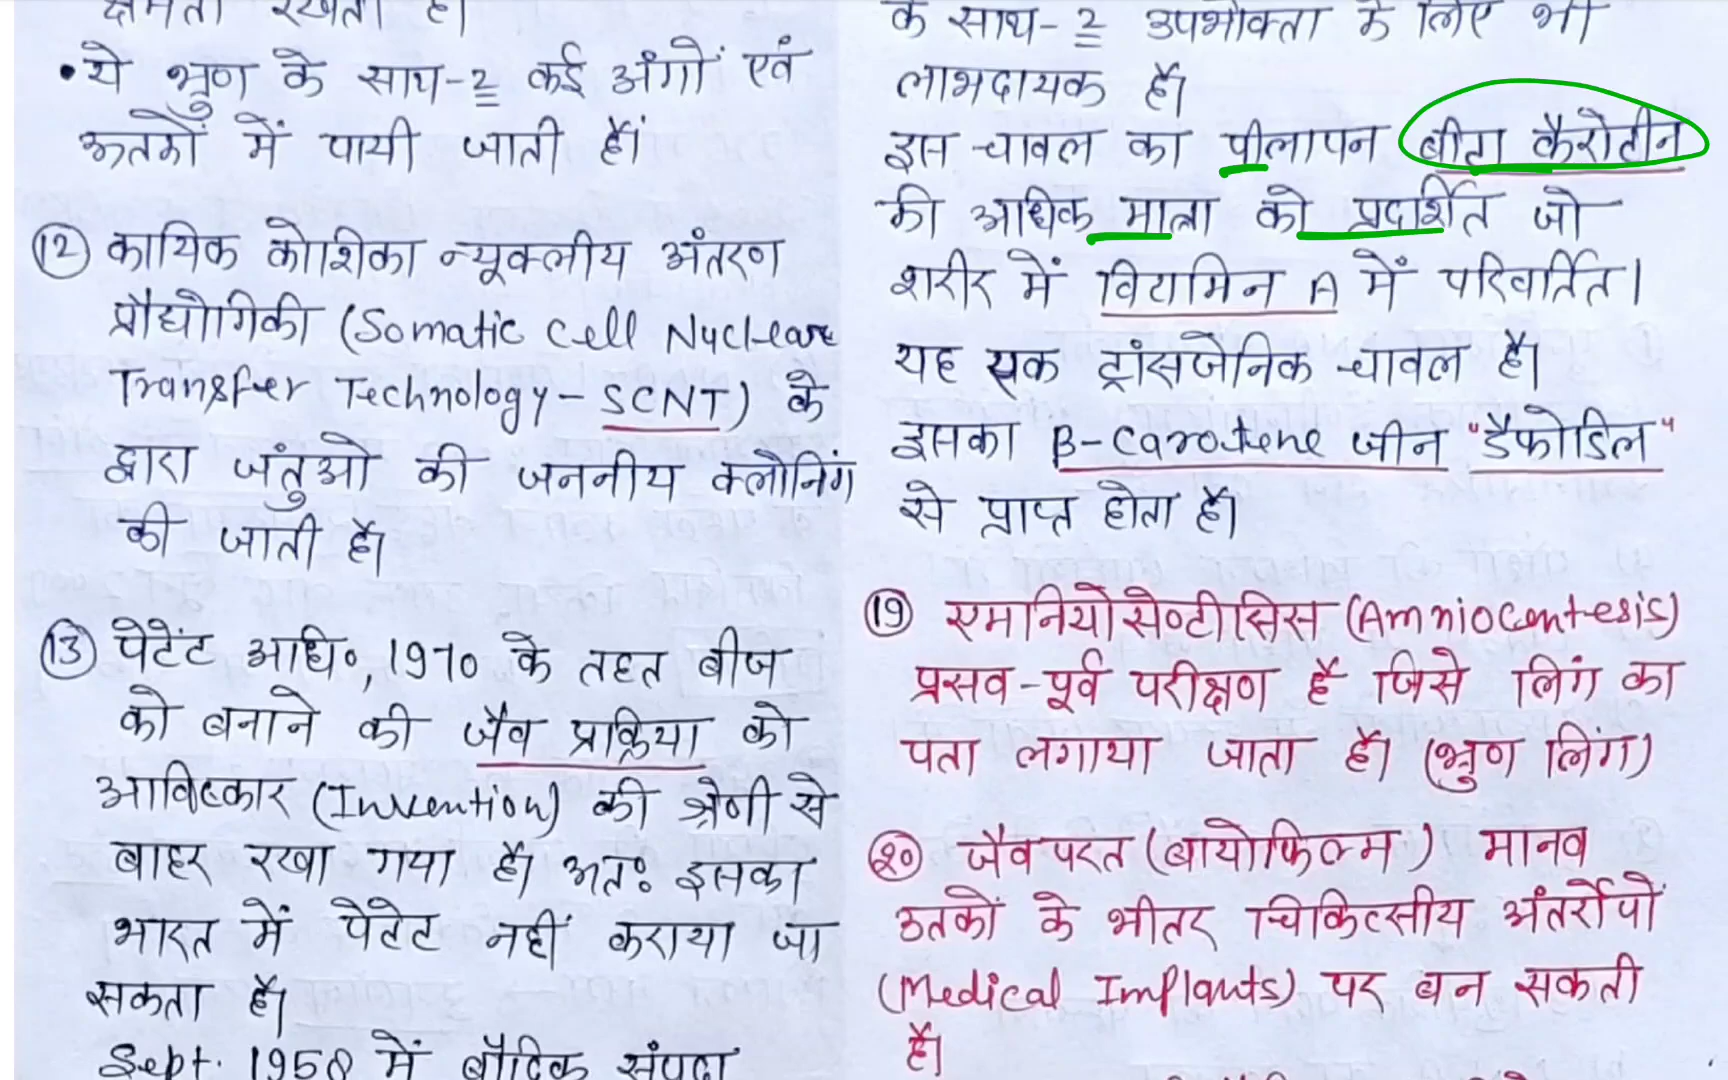 क्षमता रखती है।
• ये भ्रुण के साथ-2 कई अंगों एवं
ऊतकों में पायी जाती हैं।
(12) कायिक कोशिका न्यूक्लीय अंतरण
प्रौद्योगिकी (Somatic Cell Nuclear
Transfer Technology - SCNT) के
द्वारा जंतुओ की जननीय क्लोनिंग
की जाती है।
(13) पेटेंट अधि०, 1970 के तहत बीज
को बनाने की जैव प्रक्रिया को
आविष्कार (Invention) की श्रेणी से
बाहर रखा गया है। अतः इसका
भारत में पेटेंट नहीं कराया जा
सकता है।
Sept. 1958 में बौद्धिक संपदा
के साथ-2 उपभोक्ता के लिए भी
लाभदायक है।
इस चावल का पीलापन बीटा कैरोटीन
की अधिक मात्रा को प्रदर्शित जो
शरीर में विटामिन A में परिवर्तित।
यह एक ट्रांसजेनिक चावल है।
इसका β-Carotene जीन "डैफोडिल"
से प्राप्त होता है।
(19) एमनियोसेण्टीसिस (Amniocentesis)
प्रसव-पूर्व परीक्षण है जिसे लिंग का
पता लगाया जाता है। (भ्रुण लिंग)
(20) जैव परत (बायोफिल्म) मानव
उतकों के भीतर चिकित्सीय अंतर्रोपों
(Medical Implants) पर बन सकती
है।